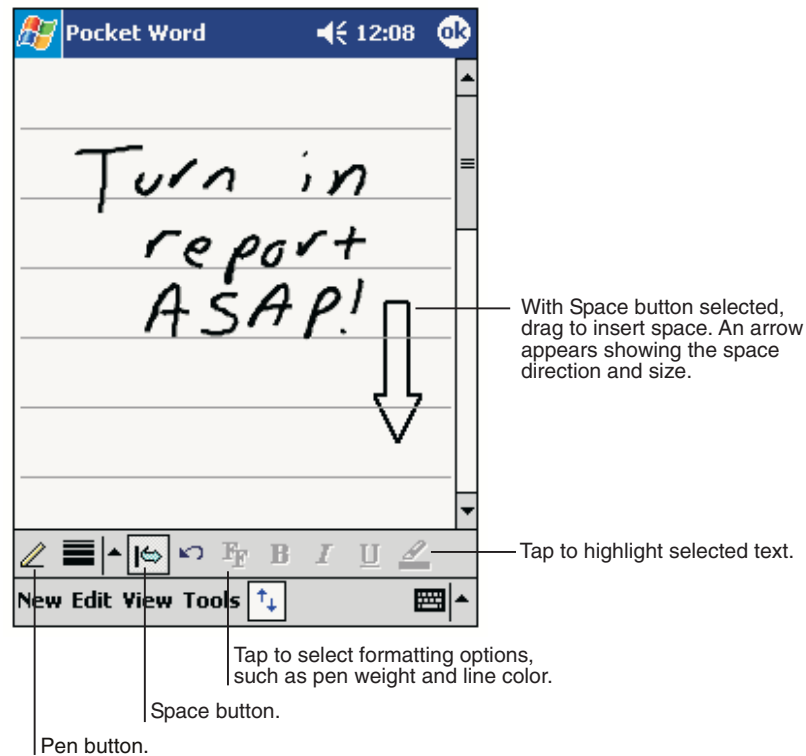 Pocket Word 12:08 ok
Turn in
report
ASAP!
With Space button selected,
drag to insert space. An arrow
appears showing the space
direction and size.
FF B I U
Tap to highlight selected text.
New Edit View Tools
Tap to select formatting options,
such as pen weight and line color.
Space button.
Pen button.